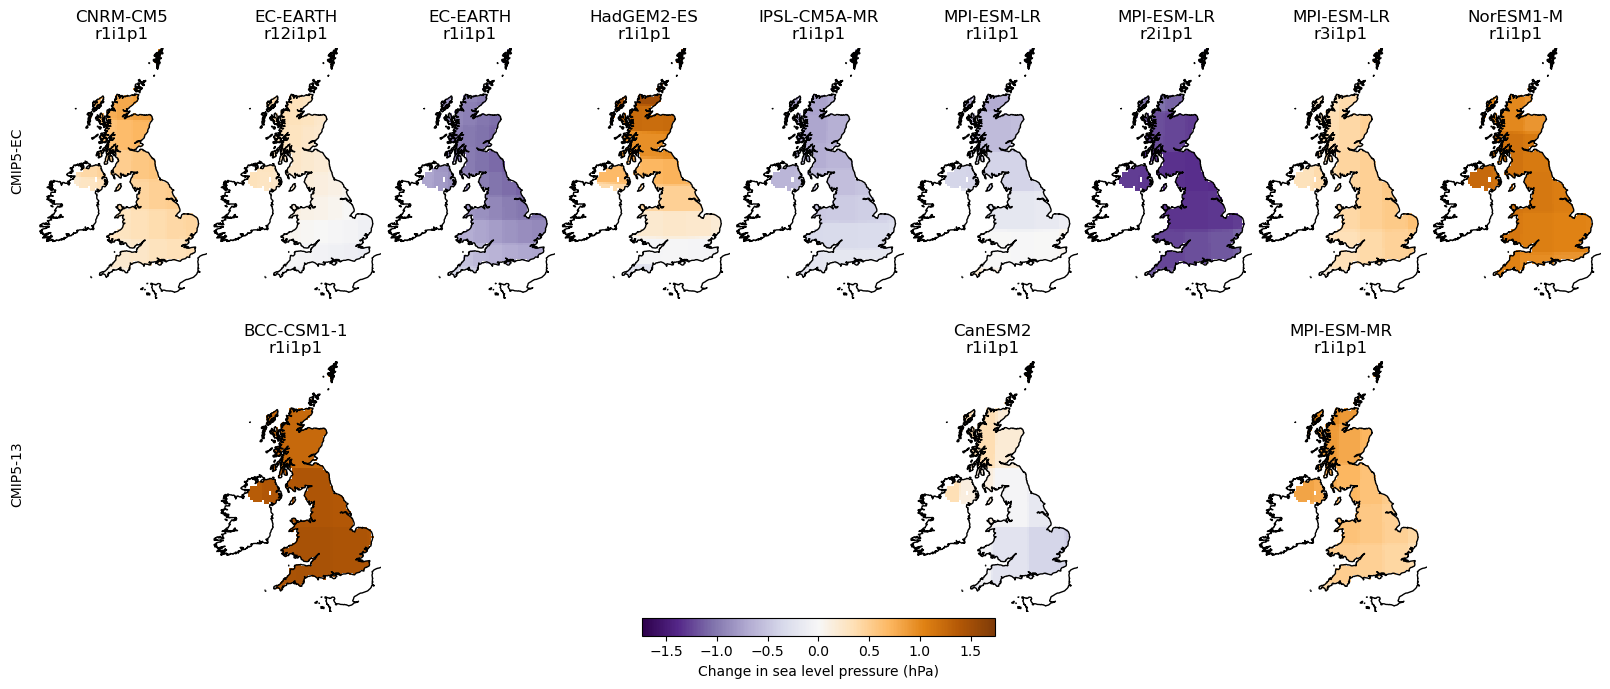 CNRM-CM5
r1i1p1
EC-EARTH
r12i1p1
EC-EARTH
r1i1p1
HadGEM2-ES
r1i1p1
IPSL-CM5A-MR
r1i1p1
MPI-ESM-LR
r1i1p1
MPI-ESM-LR
r2i1p1
MPI-ESM-LR
r3i1p1
NorESM1-M
r1i1p1
CMIP5-EC
BCC-CSM1-1
r1i1p1
CanESM2
r1i1p1
MPI-ESM-MR
r1i1p1
CMIP5-13
−1.5 −1.0 −0.5 0.0 0.5 1.0 1.5
Change in sea level pressure (hPa)